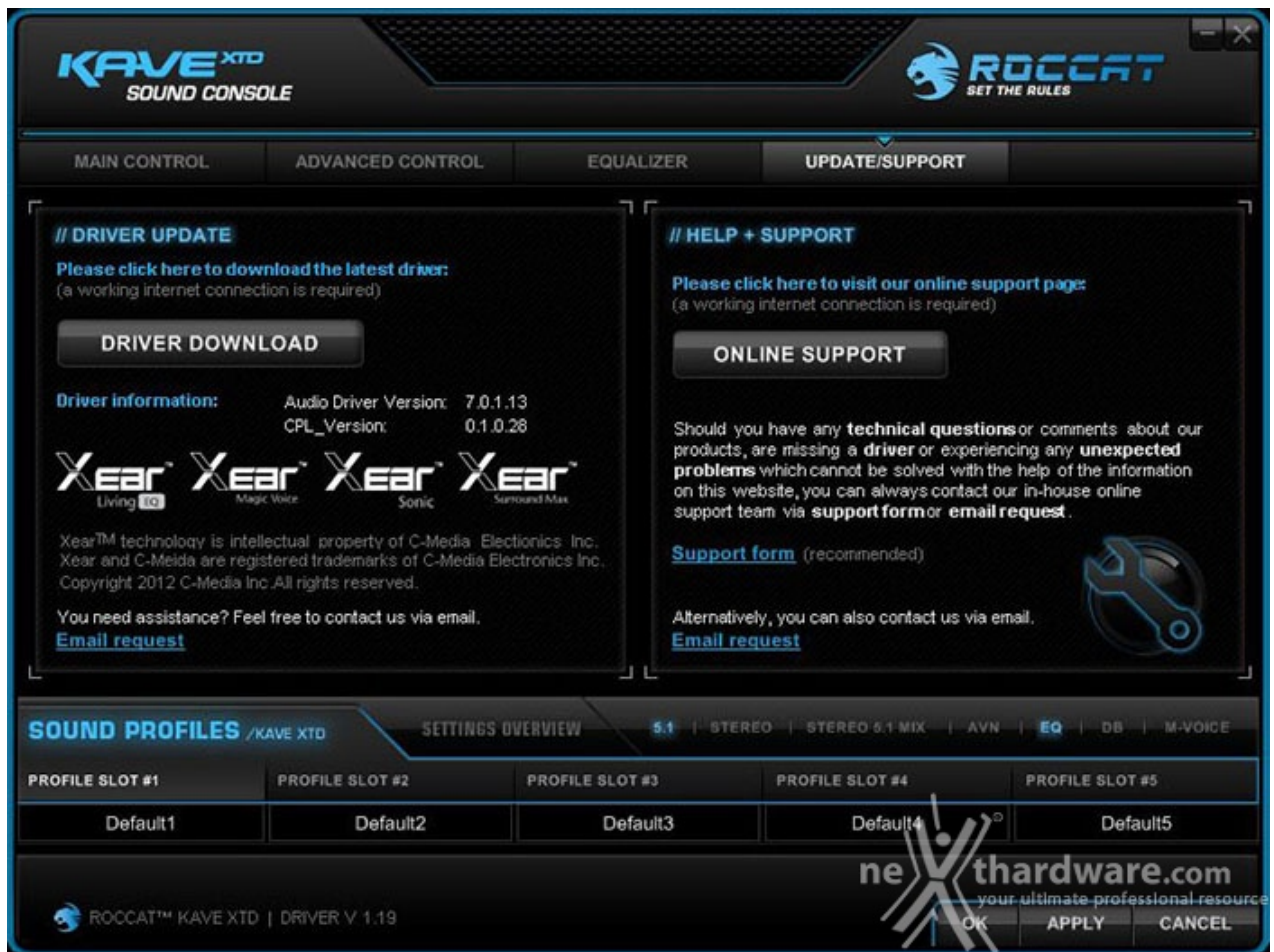 KAVE XTD
SOUND CONSOLE
ROCCAT
SET THE RULES
MAIN CONTROL
ADVANCED CONTROL
EQUALIZER
UPDATE/SUPPORT
// DRIVER UPDATE
Please click here to download the latest driver:
(a working internet connection is required)
DRIVER DOWNLOAD
Driver information:
Audio Driver Version: 7.0.1.13
CPL_Version: 0.1.0.28
Xear™ Living EQ
Xear™ Magic Voice
Xear™ Sonic
Xear™ Surround Max
Xear™ technology is intellectual property of C-Media Electionics Inc.
Xear and C-Meida are registered trademarks of C-Media Electronics Inc.
Copyright 2012 C-Media Inc.All rights reserved.
You need assistance? Feel free to contact us via email.
Email request
// HELP + SUPPORT
Please click here to visit our online support page:
(a working internet connection is required)
ONLINE SUPPORT
Should you have any technical questions or comments about our
products, are missing a driver or experiencing any unexpected
problems which cannot be solved with the help of the information
on this website, you can always contact our in-house online
support team via support form or email request.
Support form (recommended)
Alternatively, you can also contact us via email.
Email request
SOUND PROFILES /KAVE XTD
SETTINGS OVERVIEW
5.1 | STEREO | STEREO 5.1 MIX | AVN | EQ | DB | M-VOICE
PROFILE SLOT #1
PROFILE SLOT #2
PROFILE SLOT #3
PROFILE SLOT #4
PROFILE SLOT #5
Default1
Default2
Default3
Default4
Default5
nexthardware.com
your ultimate professional resource
ROCCAT™ KAVE XTD | DRIVER V 1.19
OK
APPLY
CANCEL